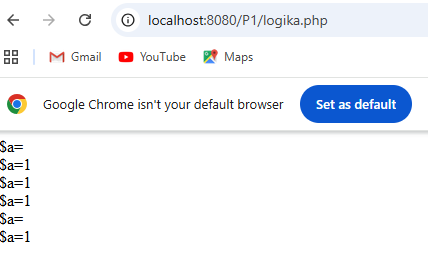 localhost:8080/P1/logika.php
Gmail YouTube Maps
Google Chrome isn't your default browser Set as default
$a=
$a=1
$a=1
$a=1
$a=
$a=1